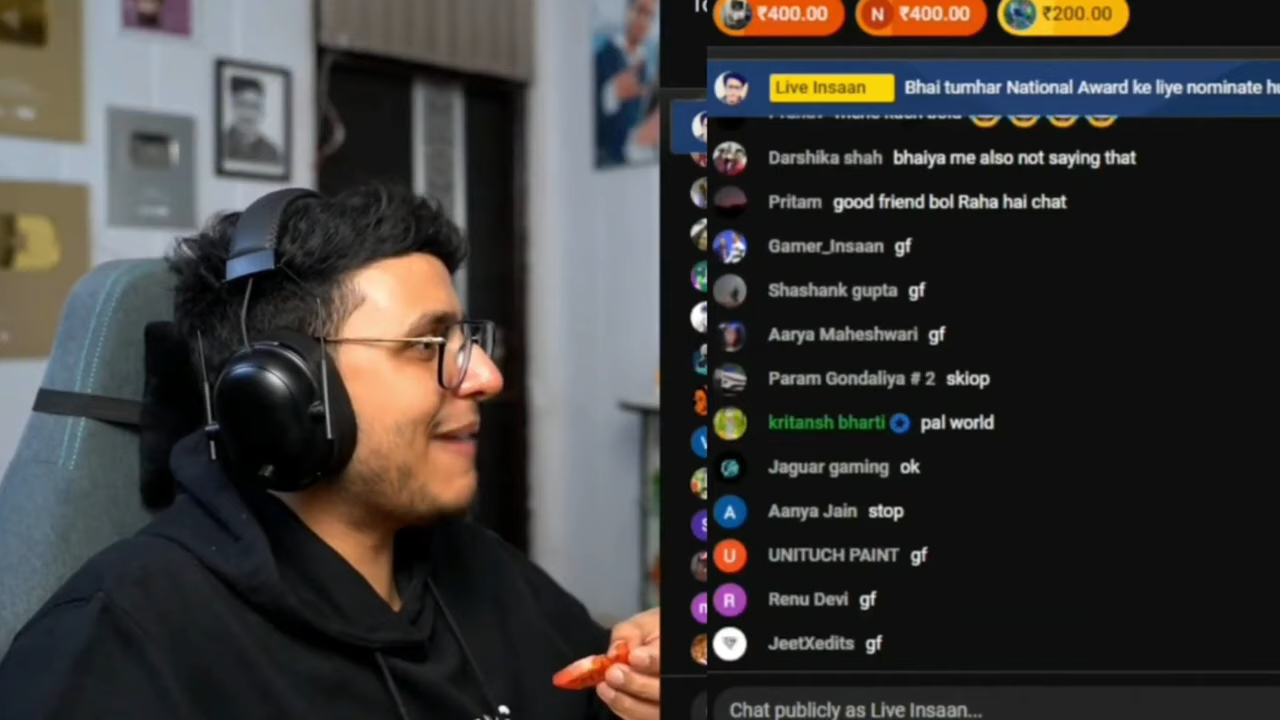 ₹400.00
N ₹400.00
₹200.00
Live Insaan Bhai tumhar National Award ke liye nominate hu
Darshika shah bhaiya me also not saying that
Pritam good friend bol Raha hai chat
Gamer_Insaan gf
Shashank gupta gf
Aarya Maheshwari gf
Param Gondaliya # 2 skiop
kritansh bharti pal world
Jaguar gaming ok
A Aanya Jain stop
U UNITUCH PAINT gf
R Renu Devi gf
JeetXedits gf
Chat publicly as Live Insaan...